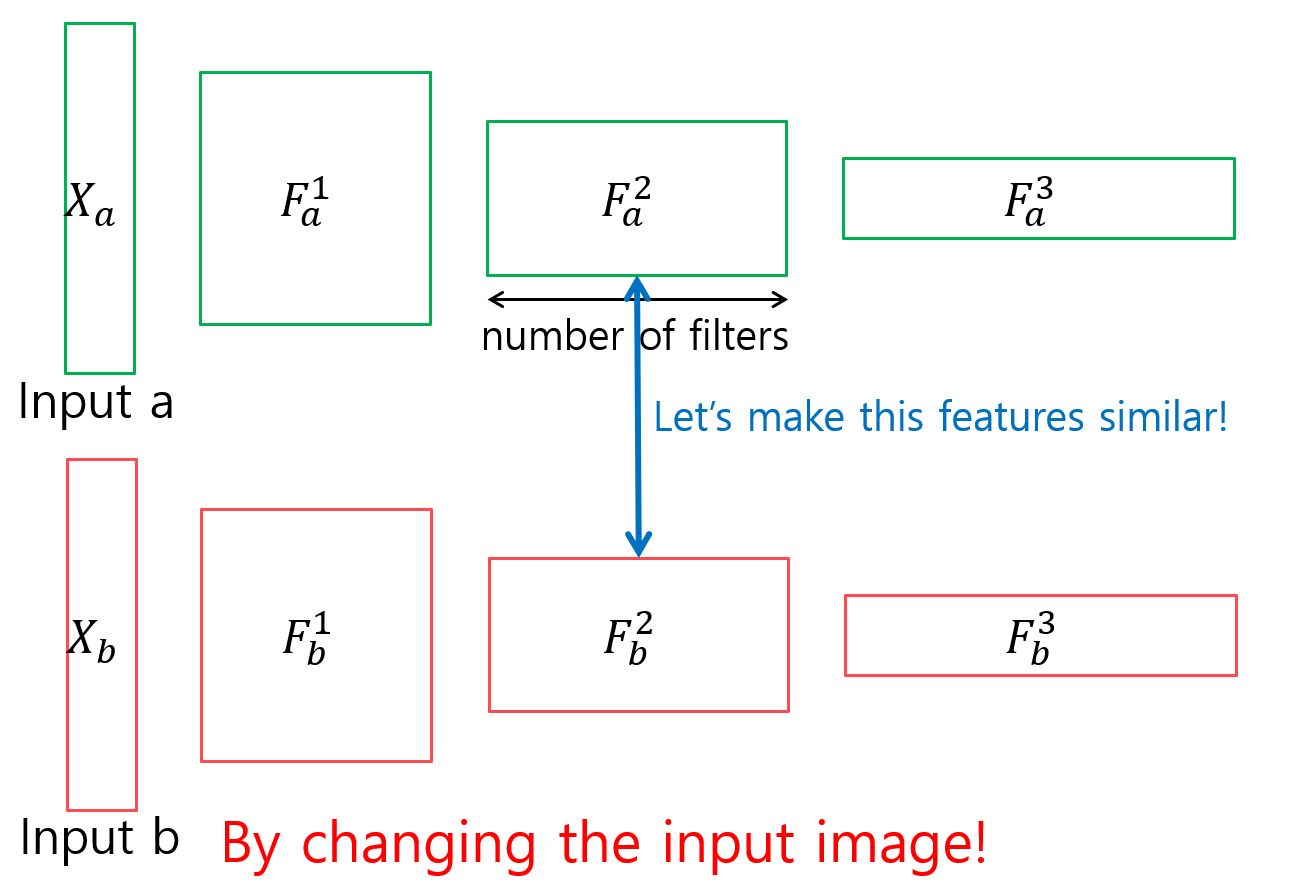 $X_a$
$F_a^1$
$F_a^2$
$F_a^3$
number of filters
Input a
Let's make this features similar!
$X_b$
$F_b^1$
$F_b^2$
$F_b^3$
Input b
By changing the input image!